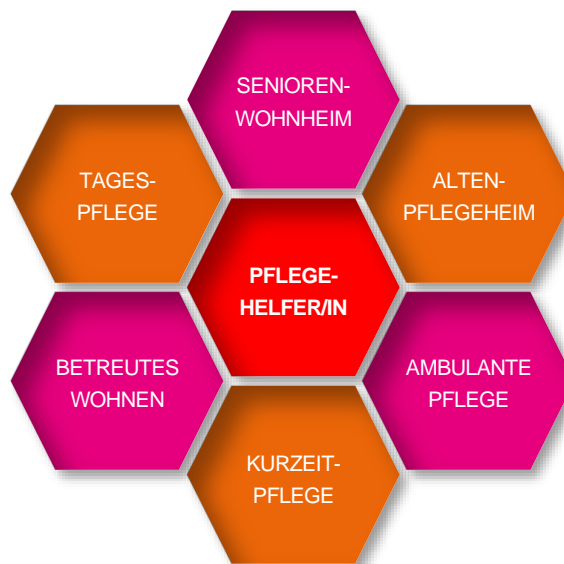 SENIOREN-
WOHNHEIM
TAGES-
PFLEGE
ALTEN-
PFLEGEHEIM
PFLEGE-
HELFER/IN
BETREUTES
WOHNEN
AMBULANTE
PFLEGE
KURZEIT-
PFLEGE